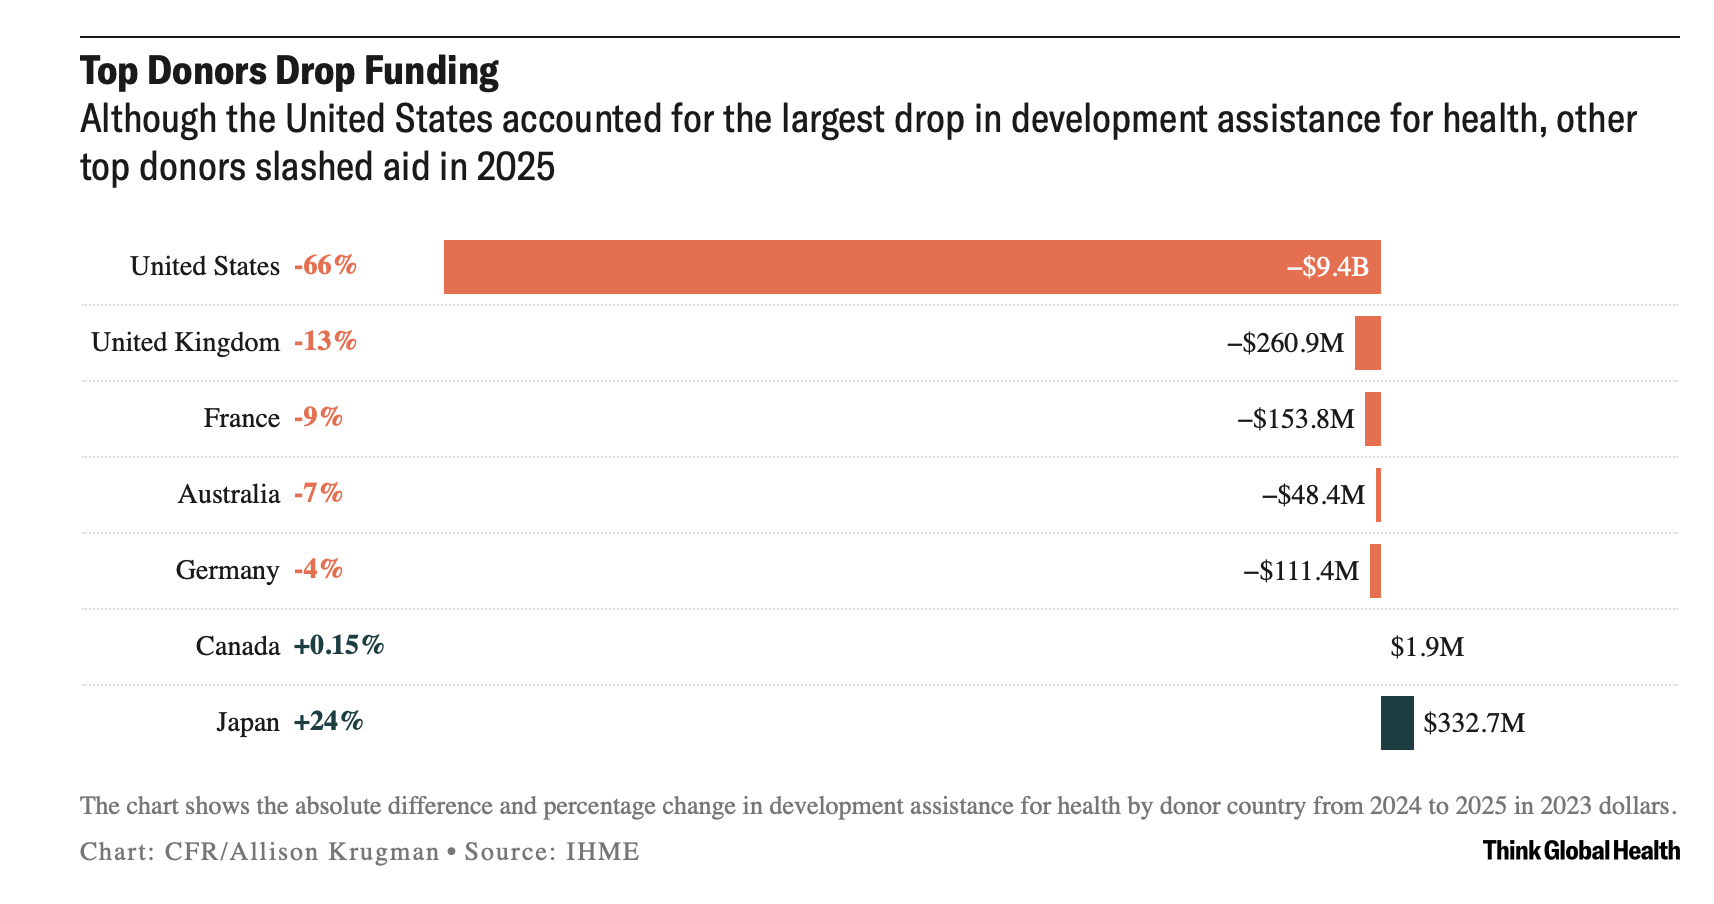 Top Donors Drop Funding
Although the United States accounted for the largest drop in development assistance for health, other
top donors slashed aid in 2025
United States -66% –$9.4B
United Kingdom -13% –$260.9M
France -9% –$153.8M
Australia -7% –$48.4M
Germany -4% –$111.4M
Canada +0.15% $1.9M
Japan +24% $332.7M
The chart shows the absolute difference and percentage change in development assistance for health by donor country from 2024 to 2025 in 2023 dollars.
Chart: CFR/Allison Krugman • Source: IHME
Think Global Health